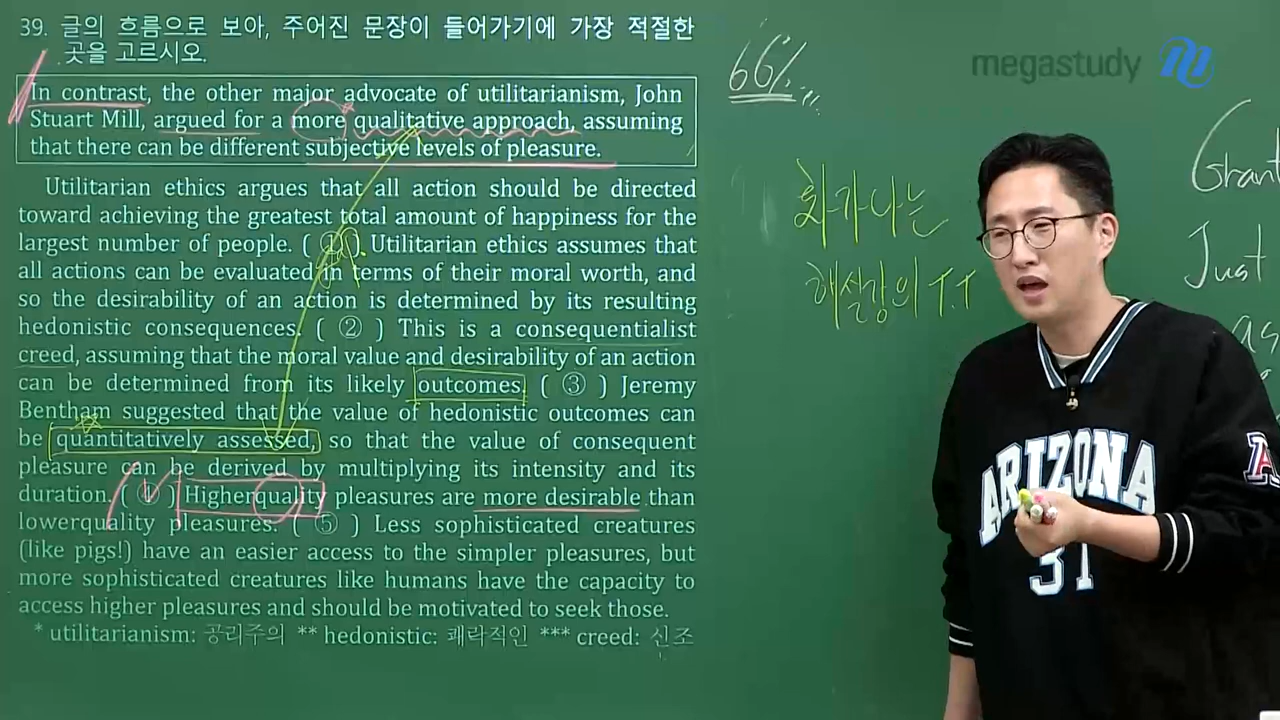 39. 글의 흐름으로 보아, 주어진 문장이 들어가기에 가장 적절한
곳을 고르시오.
In contrast, the other major advocate of utilitarianism, John
Stuart Mill, argued for a more qualitative approach, assuming
that there can be different subjective levels of pleasure.
Utilitarian ethics argues that all action should be directed
toward achieving the greatest total amount of happiness for the
largest number of people. ( ① ) Utilitarian ethics assumes that
all actions can be evaluated in terms of their moral worth, and
so the desirability of an action is determined by its resulting
hedonistic consequences. ( ② ) This is a consequentialist
creed, assuming that the moral value and desirability of an action
can be determined from its likely outcomes. ( ③ ) Jeremy
Bentham suggested that the value of hedonistic outcomes can
be quantitatively assessed, so that the value of consequent
pleasure can be derived by multiplying its intensity and its
duration. ( ④ ) Higherquality pleasures are more desirable than
lowerquality pleasures. ( ⑤ ) Less sophisticated creatures
(like pigs!) have an easier access to the simpler pleasures, but
more sophisticated creatures like humans have the capacity to
access higher pleasures and should be motivated to seek those.
* utilitarianism: 공리주의 ** hedonistic: 쾌락적인 *** creed: 신조
66%
화가나는
해설강의 ㅜㅜ
megastudy
Grant
Just
as
ARIZONA
31
A